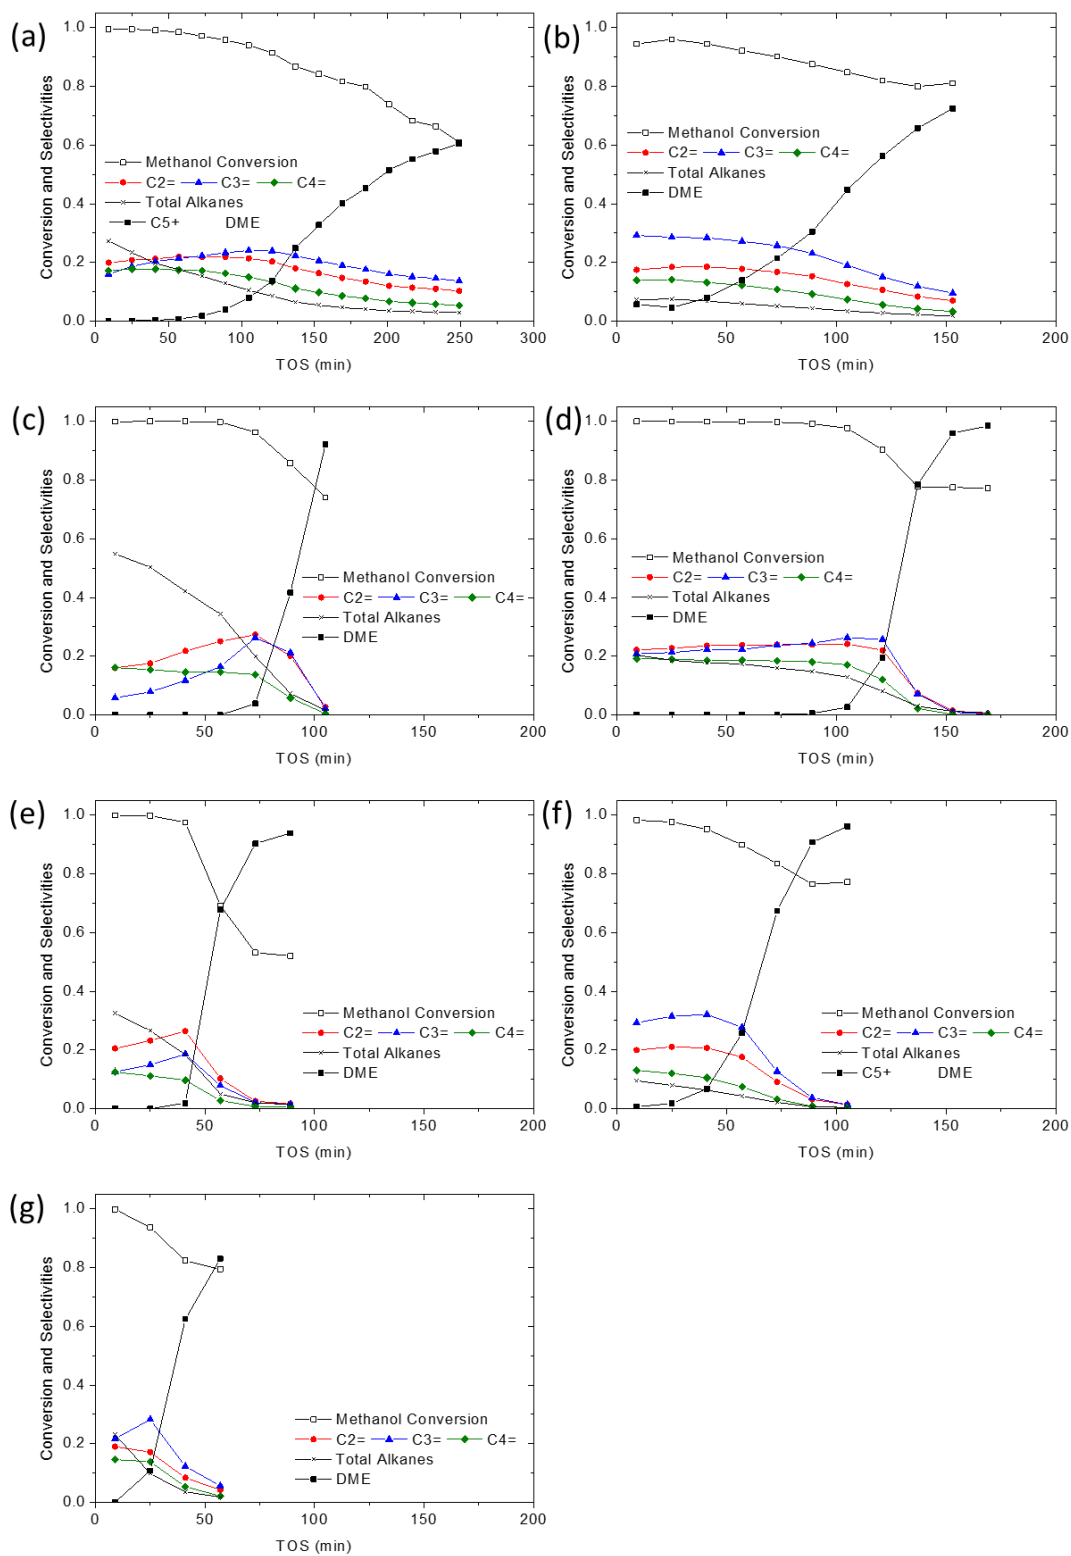 (a)
Conversion and Selectivities
1.0
0.8
0.6
0.4
0.2
0.0
Methanol Conversion
C2= C3= C4=
Total Alkanes
C5+ DME
0 50 100 150 200 250 300
TOS (min)
(b)
Conversion and Selectivities
1.0
0.8
0.6
0.4
0.2
0.0
Methanol Conversion
C2= C3= C4=
Total Alkanes
DME
0 50 100 150 200
TOS (min)
(c)
Conversion and Selectivities
1.0
0.8
0.6
0.4
0.2
0.0
Methanol Conversion
C2= C3= C4=
Total Alkanes
DME
0 50 100 150 200
TOS (min)
(d)
Conversion and Selectivities
1.0
0.8
0.6
0.4
0.2
0.0
Methanol Conversion
C2= C3= C4=
Total Alkanes
DME
0 50 100 150 200
TOS (min)
(e)
Conversion and Selectivities
1.0
0.8
0.6
0.4
0.2
0.0
Methanol Conversion
C2= C3= C4=
Total Alkanes
DME
0 50 100 150 200
TOS (min)
(f)
Conversion and Selectivities
1.0
0.8
0.6
0.4
0.2
0.0
Methanol Conversion
C2= C3= C4=
Total Alkanes
C5+ DME
0 50 100 150 200
TOS (min)
(g)
Conversion and Selectivities
1.0
0.8
0.6
0.4
0.2
0.0
Methanol Conversion
C2= C3= C4=
Total Alkanes
DME
0 50 100 150 200
TOS (min)